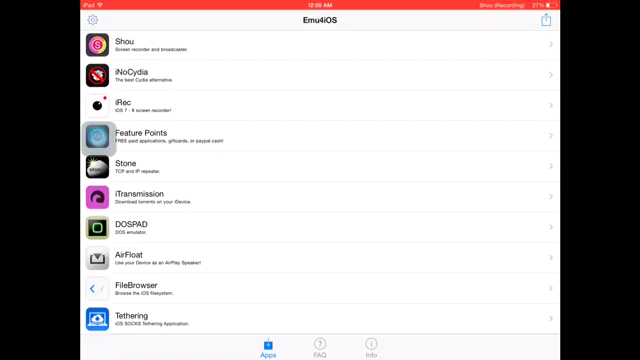 iPad
12:05 AM
Shou (Recording) 27%
Emu4iOS
Shou
Screen recorder and broadcaster.
iNoCydia
The best Cydia alternative.
iRec
iOS 7 - 8 screen recorder!
Feature Points
FREE paid applications, giftcards, or paypal cash!
Stone
TCP and IP repeater.
iTransmission
Download torrents on your iDevice.
DOSPAD
DOS emulator.
AirFloat
Use your Device as an AirPlay Speaker!
FileBrowser
Browse the iOS filesystem.
Tethering
iOS SOCKS Tethering Application.
Apps
FAQ
Info